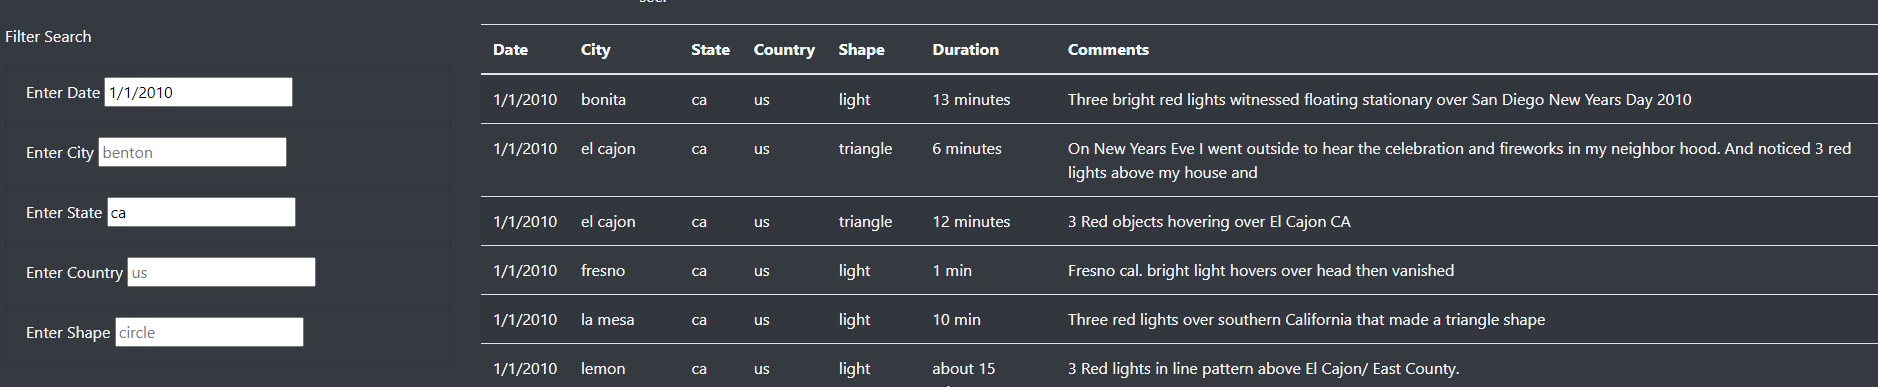 see.
Filter Search
Enter Date 1/1/2010
Enter City benton
Enter State ca
Enter Country us
Enter Shape circle
Date City State Country Shape Duration Comments
1/1/2010 bonita ca us light 13 minutes Three bright red lights witnessed floating stationary over San Diego New Years Day 2010
1/1/2010 el cajon ca us triangle 6 minutes On New Years Eve I went outside to hear the celebration and fireworks in my neighbor hood. And noticed 3 red
lights above my house and
1/1/2010 el cajon ca us triangle 12 minutes 3 Red objects hovering over El Cajon CA
1/1/2010 fresno ca us light 1 min Fresno cal. bright light hovers over head then vanished
1/1/2010 la mesa ca us light 10 min Three red lights over southern California that made a triangle shape
1/1/2010 lemon ca us light about 15 3 Red lights in line pattern above El Cajon/ East County.